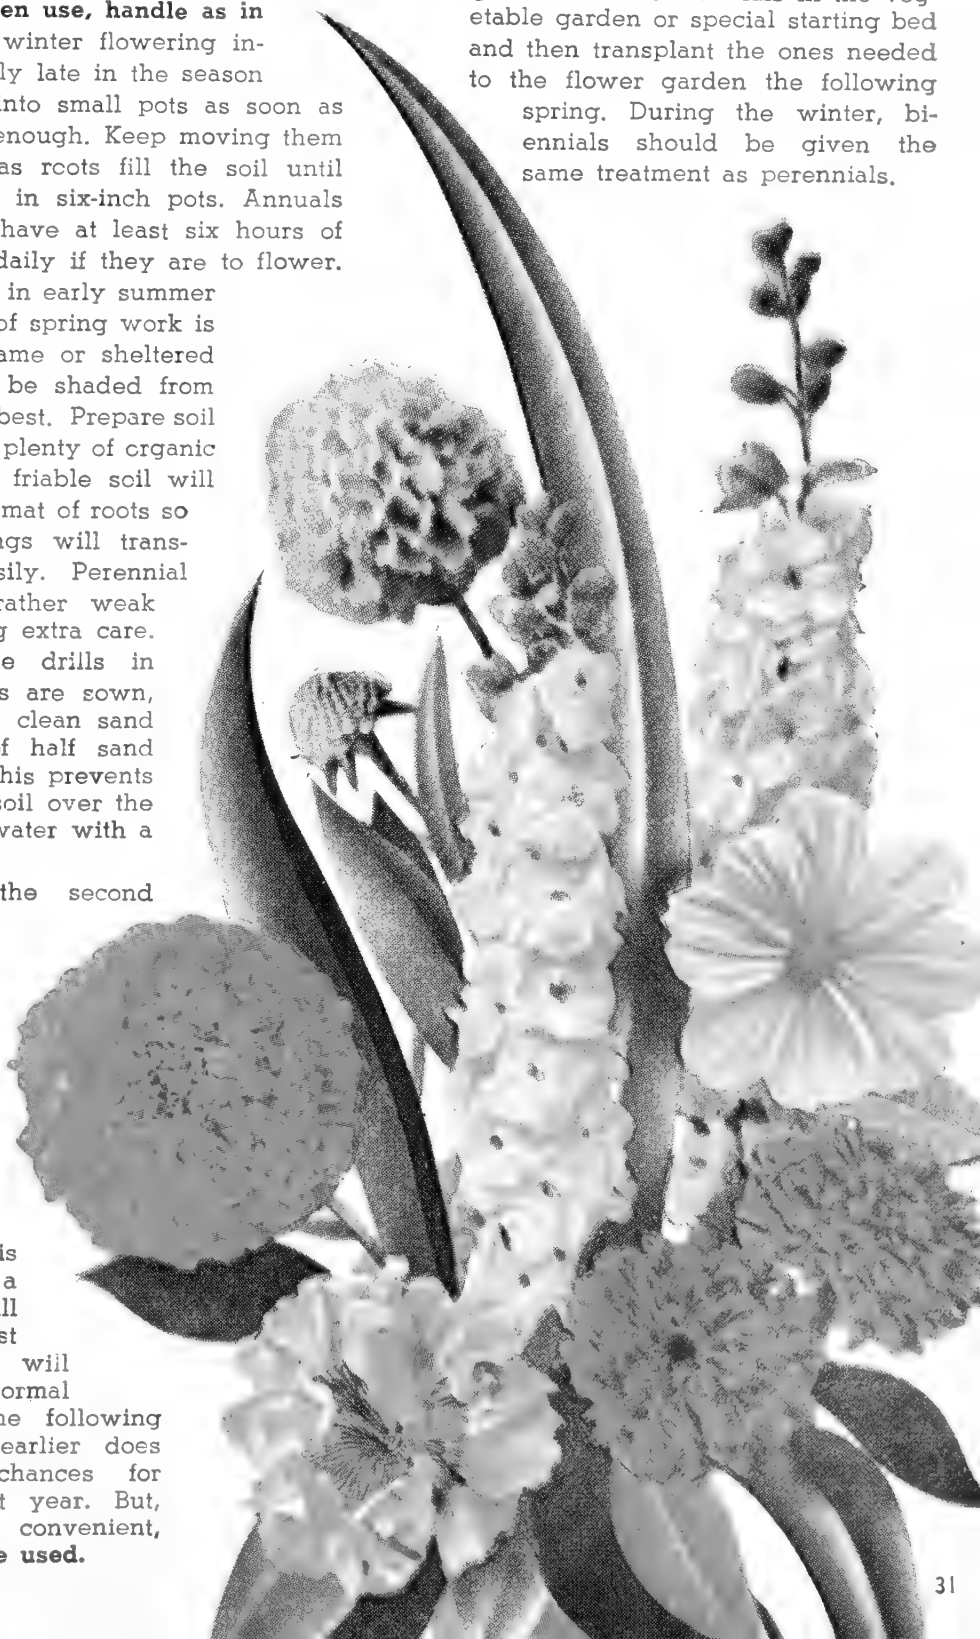 en use, handle as in
winter flowering in-
ly late in the season
into small pots as soon as
enough. Keep moving them
as roots fill the soil until
in six-inch pots. Annuals
have at least six hours of
daily if they are to flower.
in early summer
of spring work is
ame or sheltered
be shaded from
best. Prepare soil
plenty of organic
friable soil will
mat of roots so
ngs will trans-
sily. Perennial
rather weak
g extra care.
e drills in
s are sown,
clean sand
f half sand
his prevents
soil over the
water with a
the second
is
a
ll
st
will
ormal
he following
earlier does
chances for
t year. But,
convenient,
e used.
in the veg-
etable garden or special starting bed
and then transplant the ones needed
to the flower garden the following
spring. During the winter, bi-
ennials should be given the
same treatment as perennials.
31